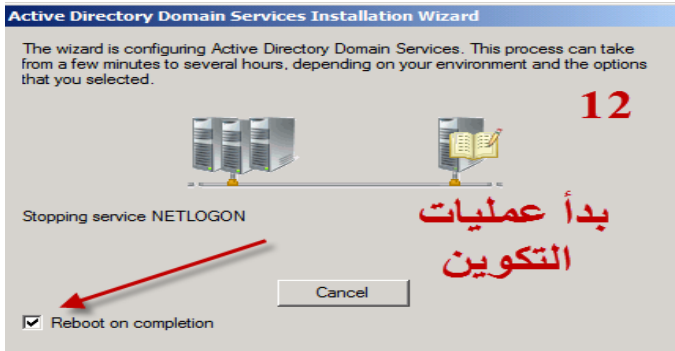 Active Directory Domain Services Installation Wizard
The wizard is configuring Active Directory Domain Services. This process can take
from a few minutes to several hours, depending on your environment and the options
that you selected.
12
Stopping service NETLOGON
بدأ عمليات
التكوين
Cancel
Reboot on completion